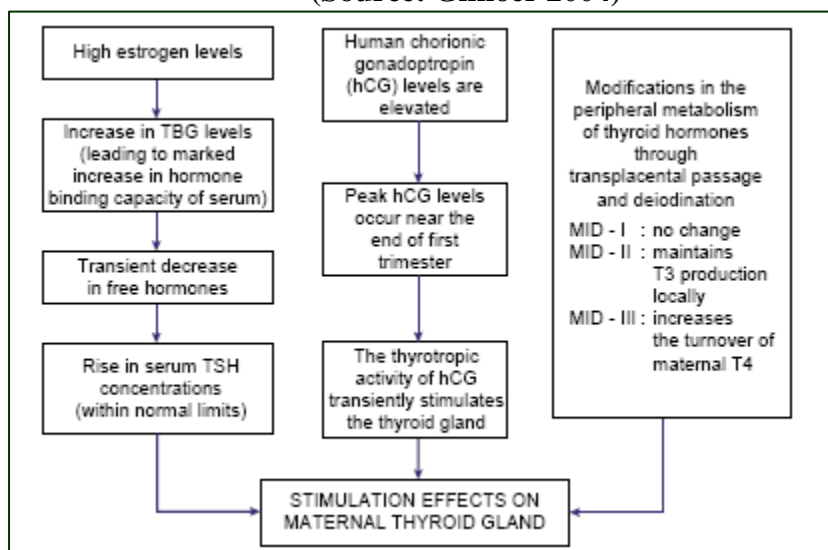 (Source: Glinoer 2004)
High estrogen levels
Increase in TBG levels
(leading to marked
increase in hormone
binding capacity of serum)
Transient decrease
in free hormones
Rise in serum TSH
concentrations
(within normal limits)
Human chorionic
gonadoptropin
(hCG) levels are
elevated
Peak hCG levels
occur near the
end of first
trimester
The thyrotropic
activity of hCG
transiently stimulates
the thyroid gland
Modifications in the
peripheral metabolism
of thyroid hormones
through
transplacental passage
and deiodination
MID - I : no change
MID - II : maintains
T3 production
locally
MID - III : increases
the turnover of
maternal T4
STIMULATION EFFECTS ON
MATERNAL THYROID GLAND